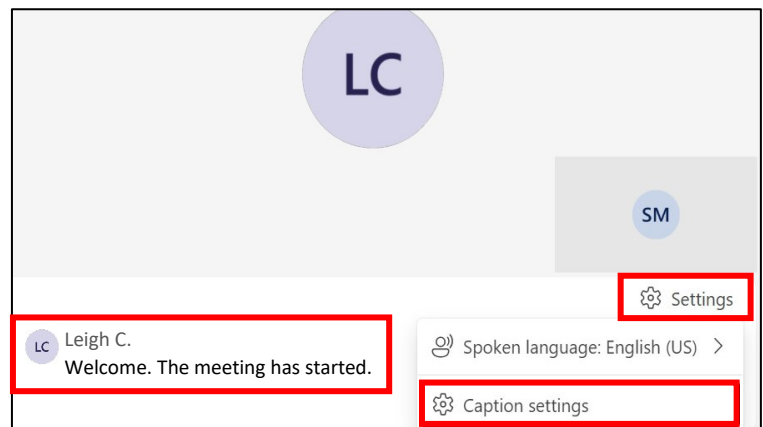 LC
SM
Settings
LC Leigh C.
Welcome. The meeting has started.
Spoken language: English (US)
Caption settings